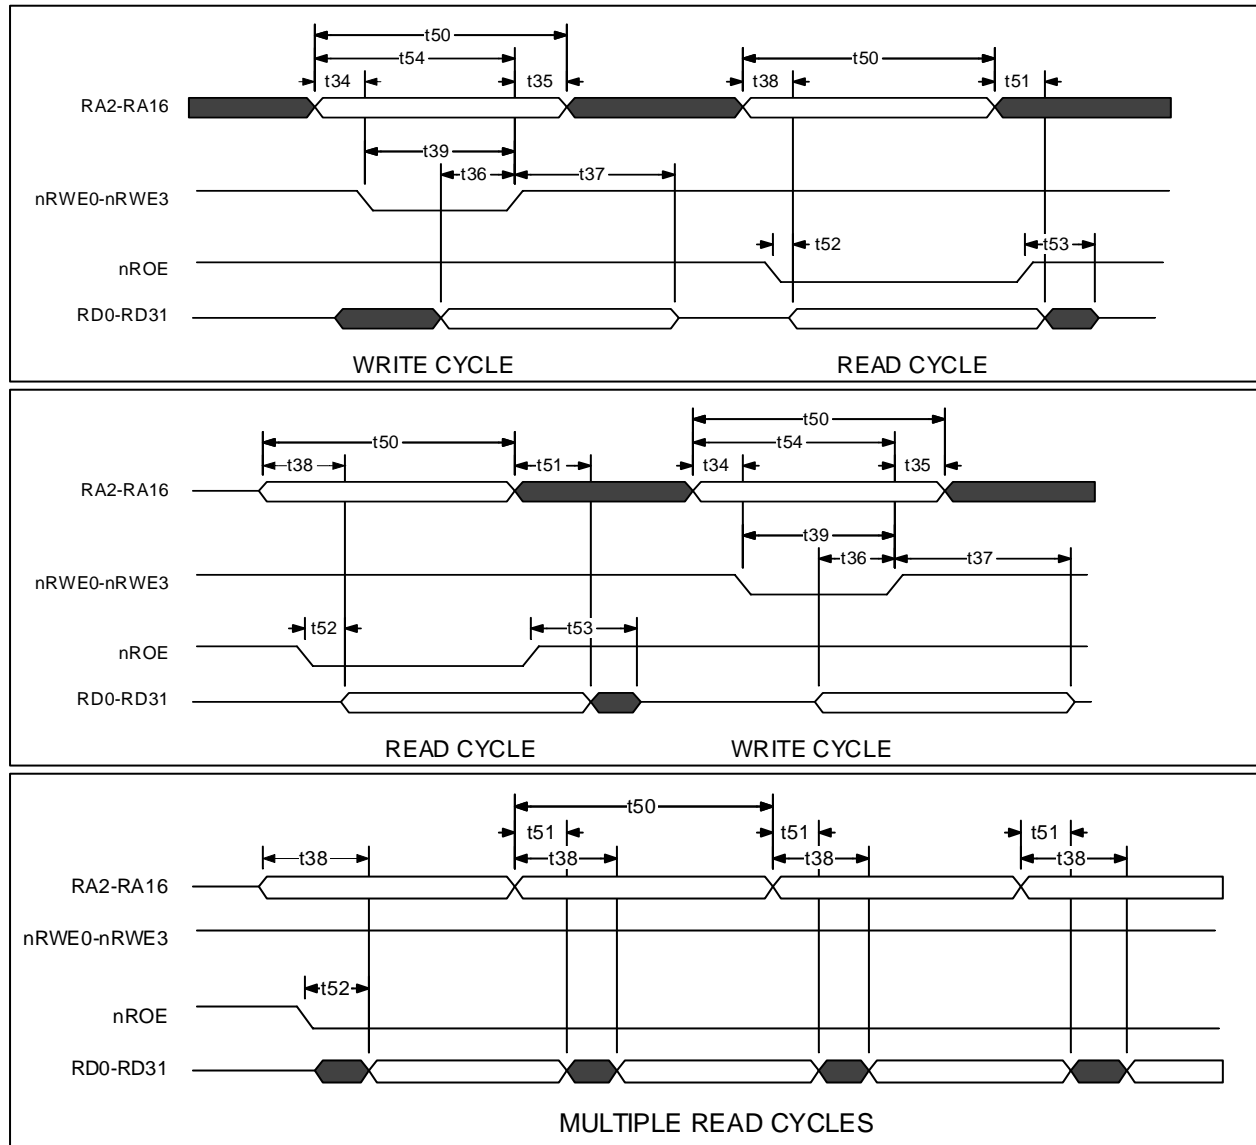 t50
t54
t34 t35 t38 t50 t51
RA2-RA16
t39
t36 t37
nRWE0-nRWE3
t52 t53
nROE
RD0-RD31
WRITE CYCLE READ CYCLE
t50
t50 t54
t38 t51 t34 t35
RA2-RA16
t39
t36 t37
nRWE0-nRWE3
t52 t53
nROE
RD0-RD31
READ CYCLE WRITE CYCLE
t50
t51 t51 t51
t38 t38 t38 t38
RA2-RA16
nRWE0-nRWE3
t52
nROE
RD0-RD31
MULTIPLE READ CYCLES